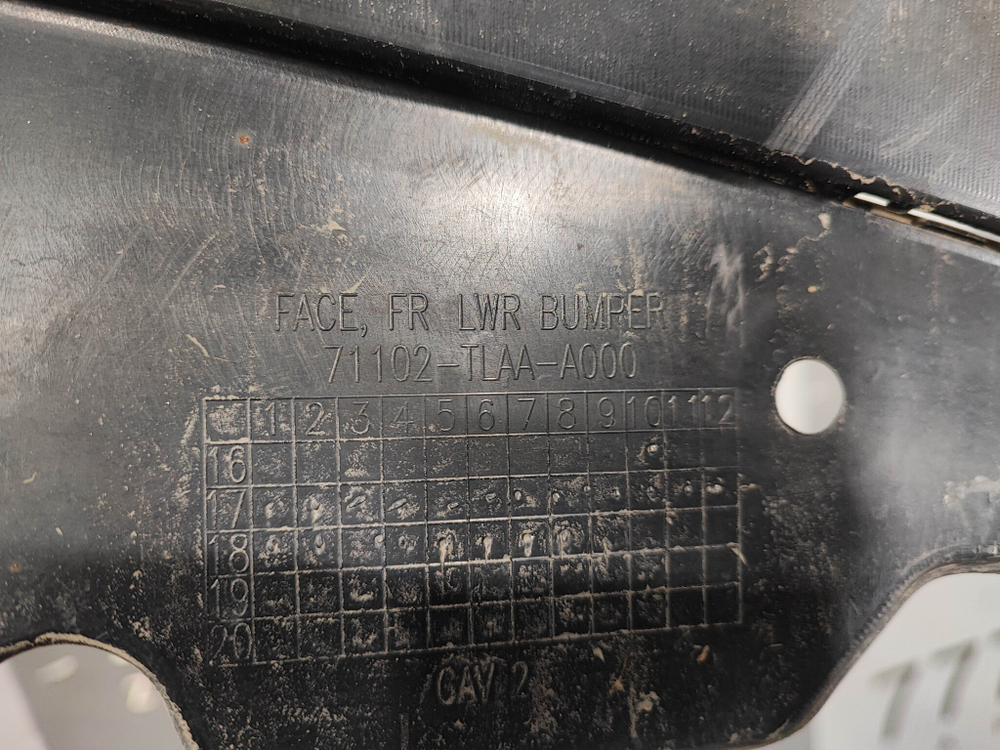 FACE, FR LWR BUMPER
71102-TLAA-A000
1 2 3 4 5 6 7 8 9 10 11 12
16
17
18
19
20
CAV 2